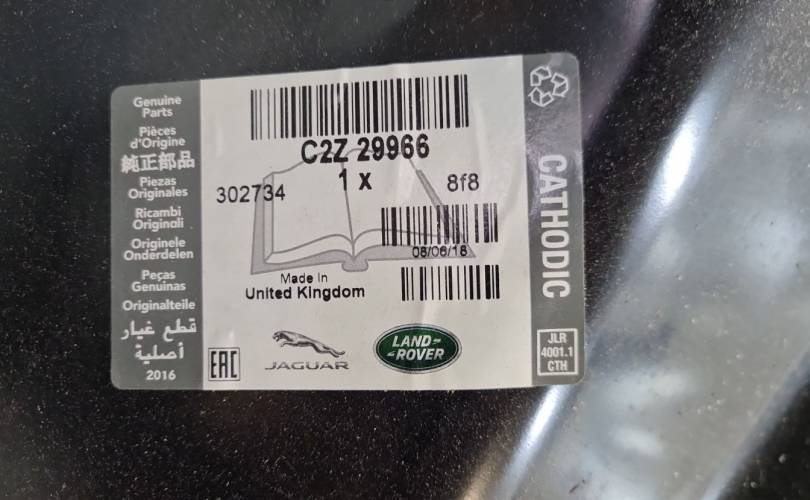 Genuine
Parts
Pièces
d'Origine
純正部品
Piezas
Originales
Ricambi
Originali
Originele
Onderdelen
Peças
Genuinas
Originalteile
قطع غيار
أصلية
2016
C2Z 29966
1 x
302734
8f8
08/06/18
Made in
United Kingdom
EAC
JAGUAR
LAND-
-ROVER
CATHODIC
JLR
4001.1
CTH